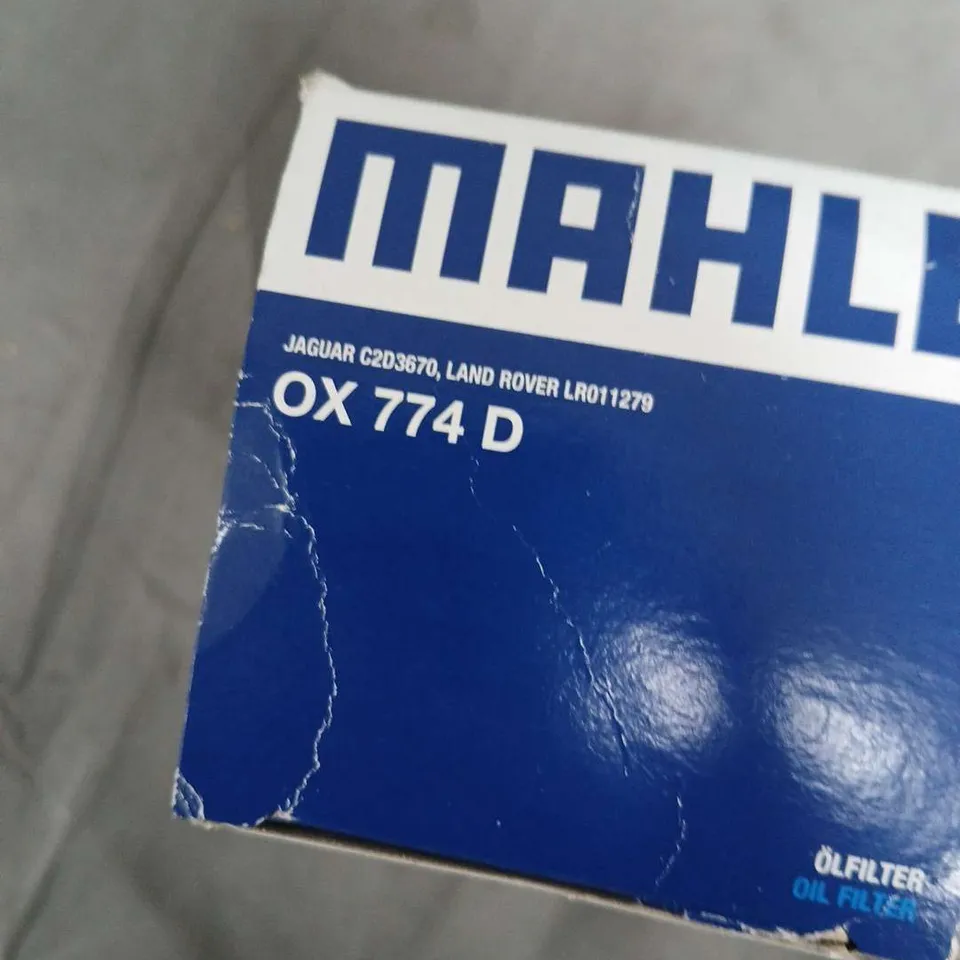 MAHLE
JAGUAR C2D3670, LAND ROVER LR011279
OX 774 D
ÖLFILTER
OIL FILTER